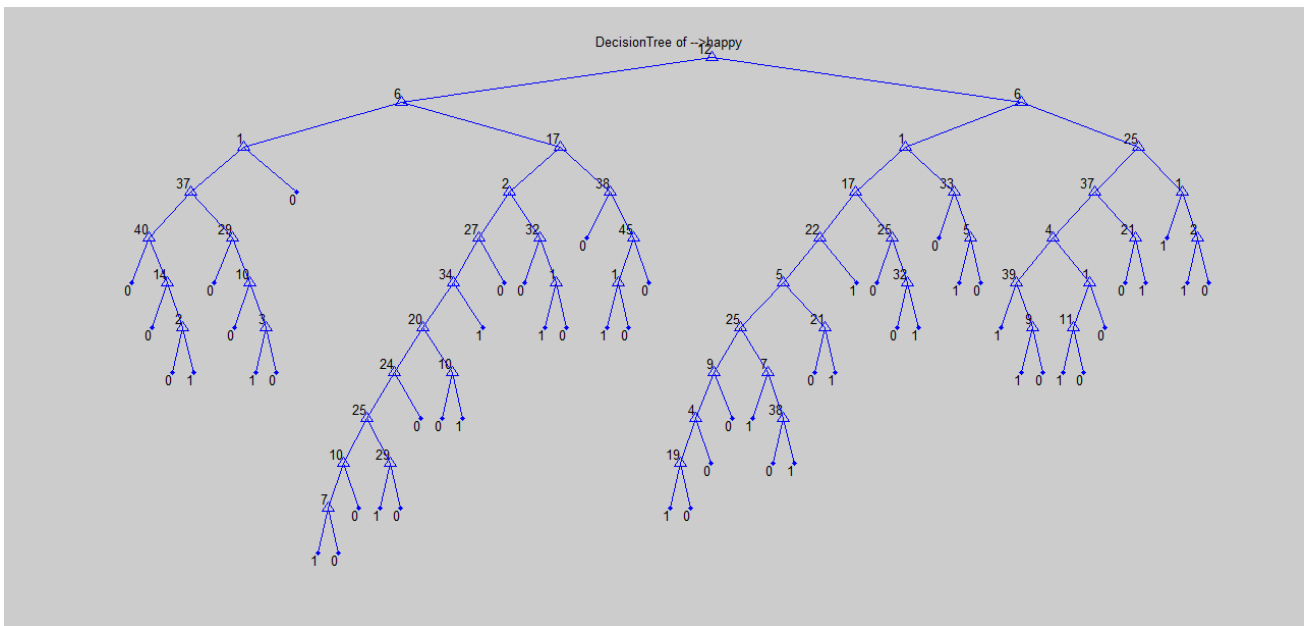 DecisionTree of -->happy
12
6 6
1 17 1 25
37 2 38 17 33 37 1
0
40 29 27 32 45 22 25 5 4 21 2
0 0 1
14 10 34 1 1 5 32 39 1
0 0 0 0 0 1 0 1 0 0 1 1 0
2 3 20 25 21 9 11
0 0 1 1 0 1 0 0 1 1 0
24 10 9 7
0 1 1 0 0 1 1 0 1 0
25 4 38
0 0 1 0 1
10 29 19
0 0 1
7
0 1 0 1 0
1 0